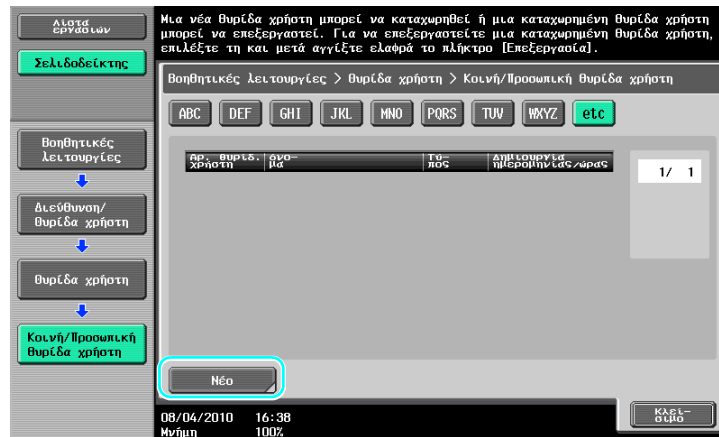 Λίστα
εργασιών
Σελιδοδείκτης
Βοηθητικές
λειτουργίες
Διεύθυνση/
θυρίδα χρήστη
θυρίδα χρήστη
Κοινή/Προσωπική
θυρίδα χρήστη
Μια νέα θυρίδα χρήστη μπορεί να καταχωρηθεί ή μια καταχωρημένη θυρίδα χρήστη
μπορεί να επεξεργαστεί. Για να επεξεργαστείτε μια καταχωρημένη θυρίδα χρήστη,
επιλέξτε τη και μετά αγγίξτε ελαφρά το πλήκτρο [Επεξεργασία].
Βοηθητικές λειτουργίες > θυρίδα χρήστη > Κοινή/Προσωπική θυρίδα χρήστη
ABC DEF GHI JKL MNO PQRS TUV WXYZ etc
Αρ. θυρίδ. όνο- Τύ- Δημιουργία
χρήστη μα πος ημερομηνίας/ώρας
1/ 1
Νέο
08/04/2010 16:38
Μνήμη 100%
Κλεί-
σιμο